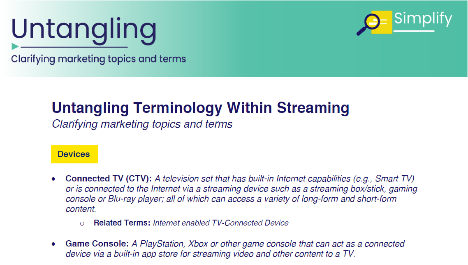 Untangling
Clarifying marketing topics and terms
Simplify
Untangling Terminology Within Streaming
Clarifying marketing topics and terms
Devices
• Connected TV (CTV): A television set that has built-in Internet capabilities (e.g., Smart TV)
or is connected to the Internet via a streaming device such as a streaming box/stick, gaming
console or Blu-ray player; all of which can access a variety of long-form and short-form
content.
○ Related Terms: Internet enabled TV-Connected Device
• Game Console: A PlayStation, Xbox or other game console that can act as a connected
device via a built-in app store for streaming video and other content to a TV.